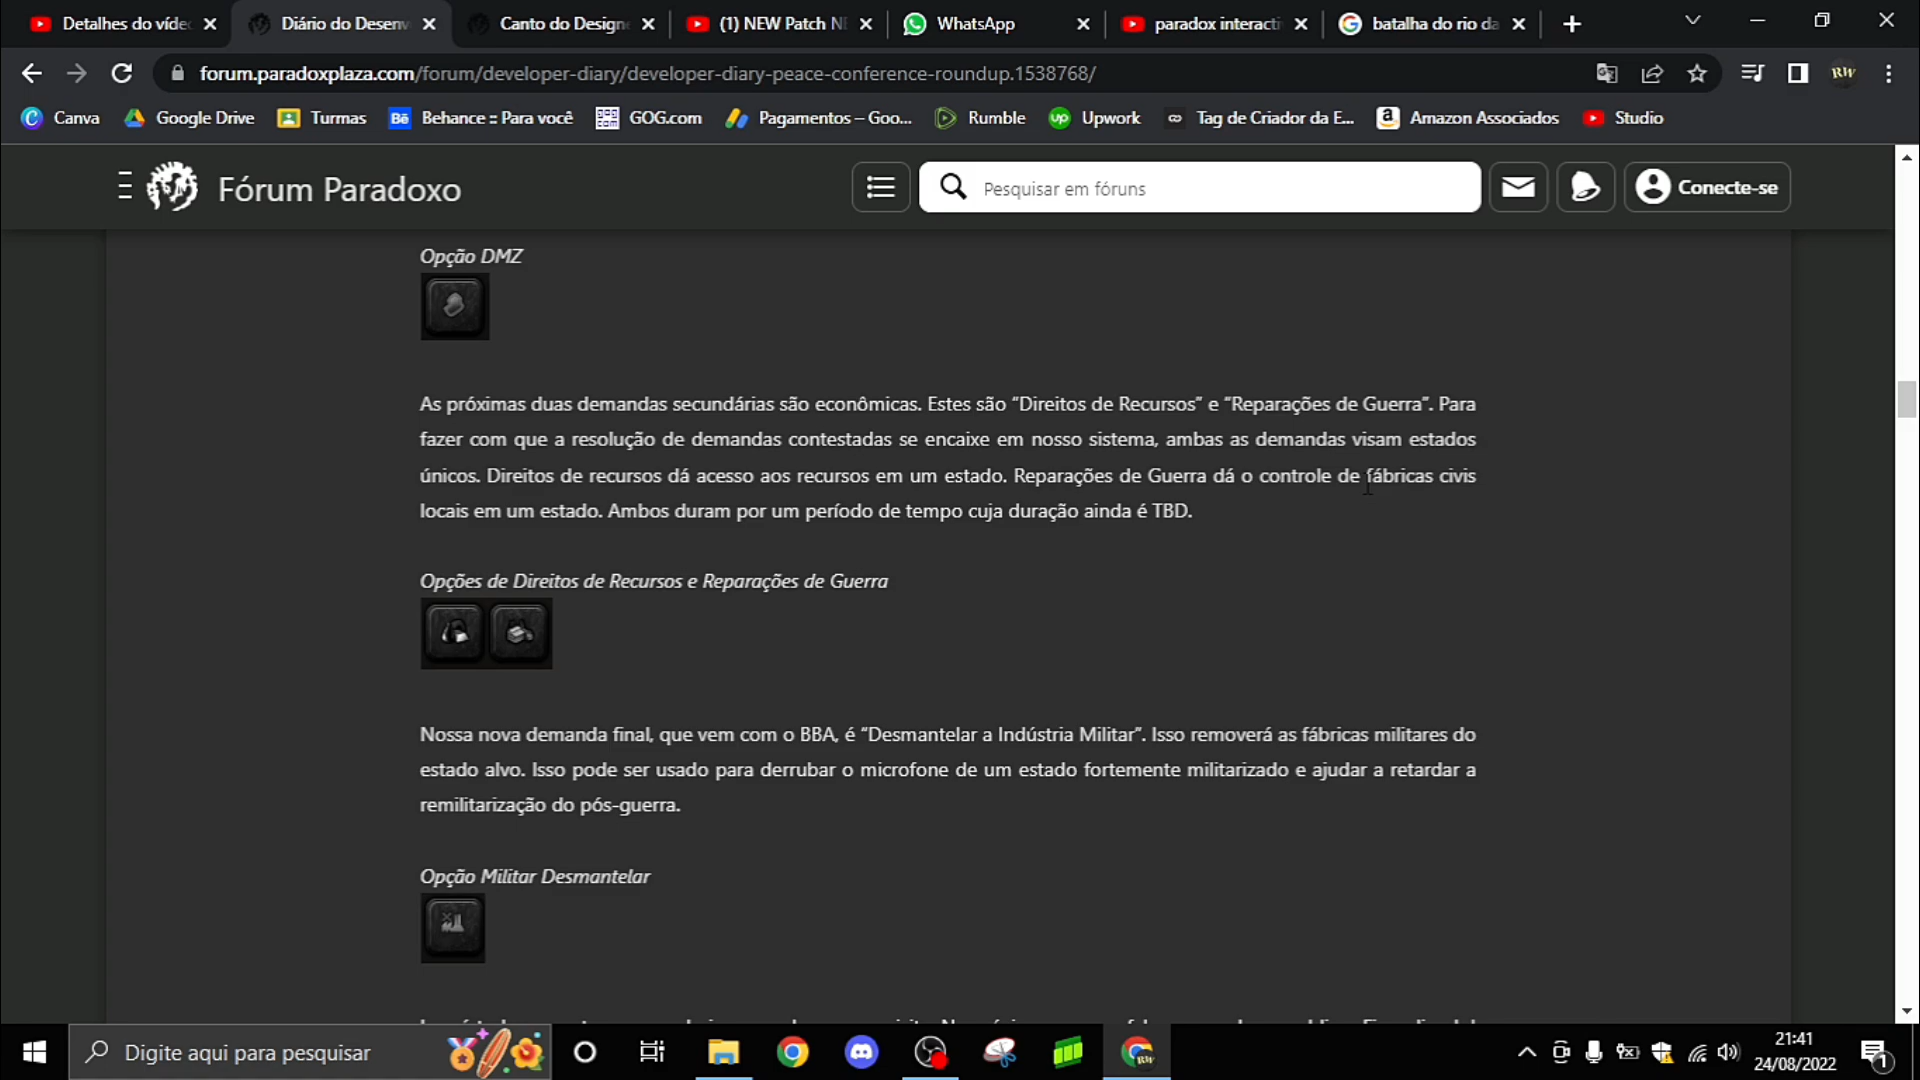 Detalhes do víde
Diário do Desenv
Canto do Design
(1) NEW Patch N
WhatsApp
paradox interacti
batalha do rio da
forum.paradoxplaza.com/forum/developer-diary/developer-diary-peace-conference-roundup.1538768/
RW
Canva
Google Drive
Turmas
Bē
Behance :: Para você
GOG.com
Pagamentos – Goo...
Rumble
up
Upwork
Tag de Criador da E...
a
Amazon Associados
Studio
Fórum Paradoxo
Pesquisar em fóruns
Conecte-se
Opção DMZ
As próximas duas demandas secundárias são econômicas. Estes são “Direitos de Recursos” e “Reparações de Guerra”. Para
fazer com que a resolução de demandas contestadas se encaixe em nosso sistema, ambas as demandas visam estados
únicos. Direitos de recursos dá acesso aos recursos em um estado. Reparações de Guerra dá o controle de fábricas civis
locais em um estado. Ambos duram por um período de tempo cuja duração ainda é TBD.
Opções de Direitos de Recursos e Reparações de Guerra
Nossa nova demanda final, que vem com o BBA, é “Desmantelar a Indústria Militar”. Isso removerá as fábricas militares do
estado alvo. Isso pode ser usado para derrubar o microfone de um estado fortemente militarizado e ajudar a retardar a
remilitarização do pós-guerra.
Opção Militar Desmantelar
Digite aqui para pesquisar
RW
21:41
24/08/2022
1